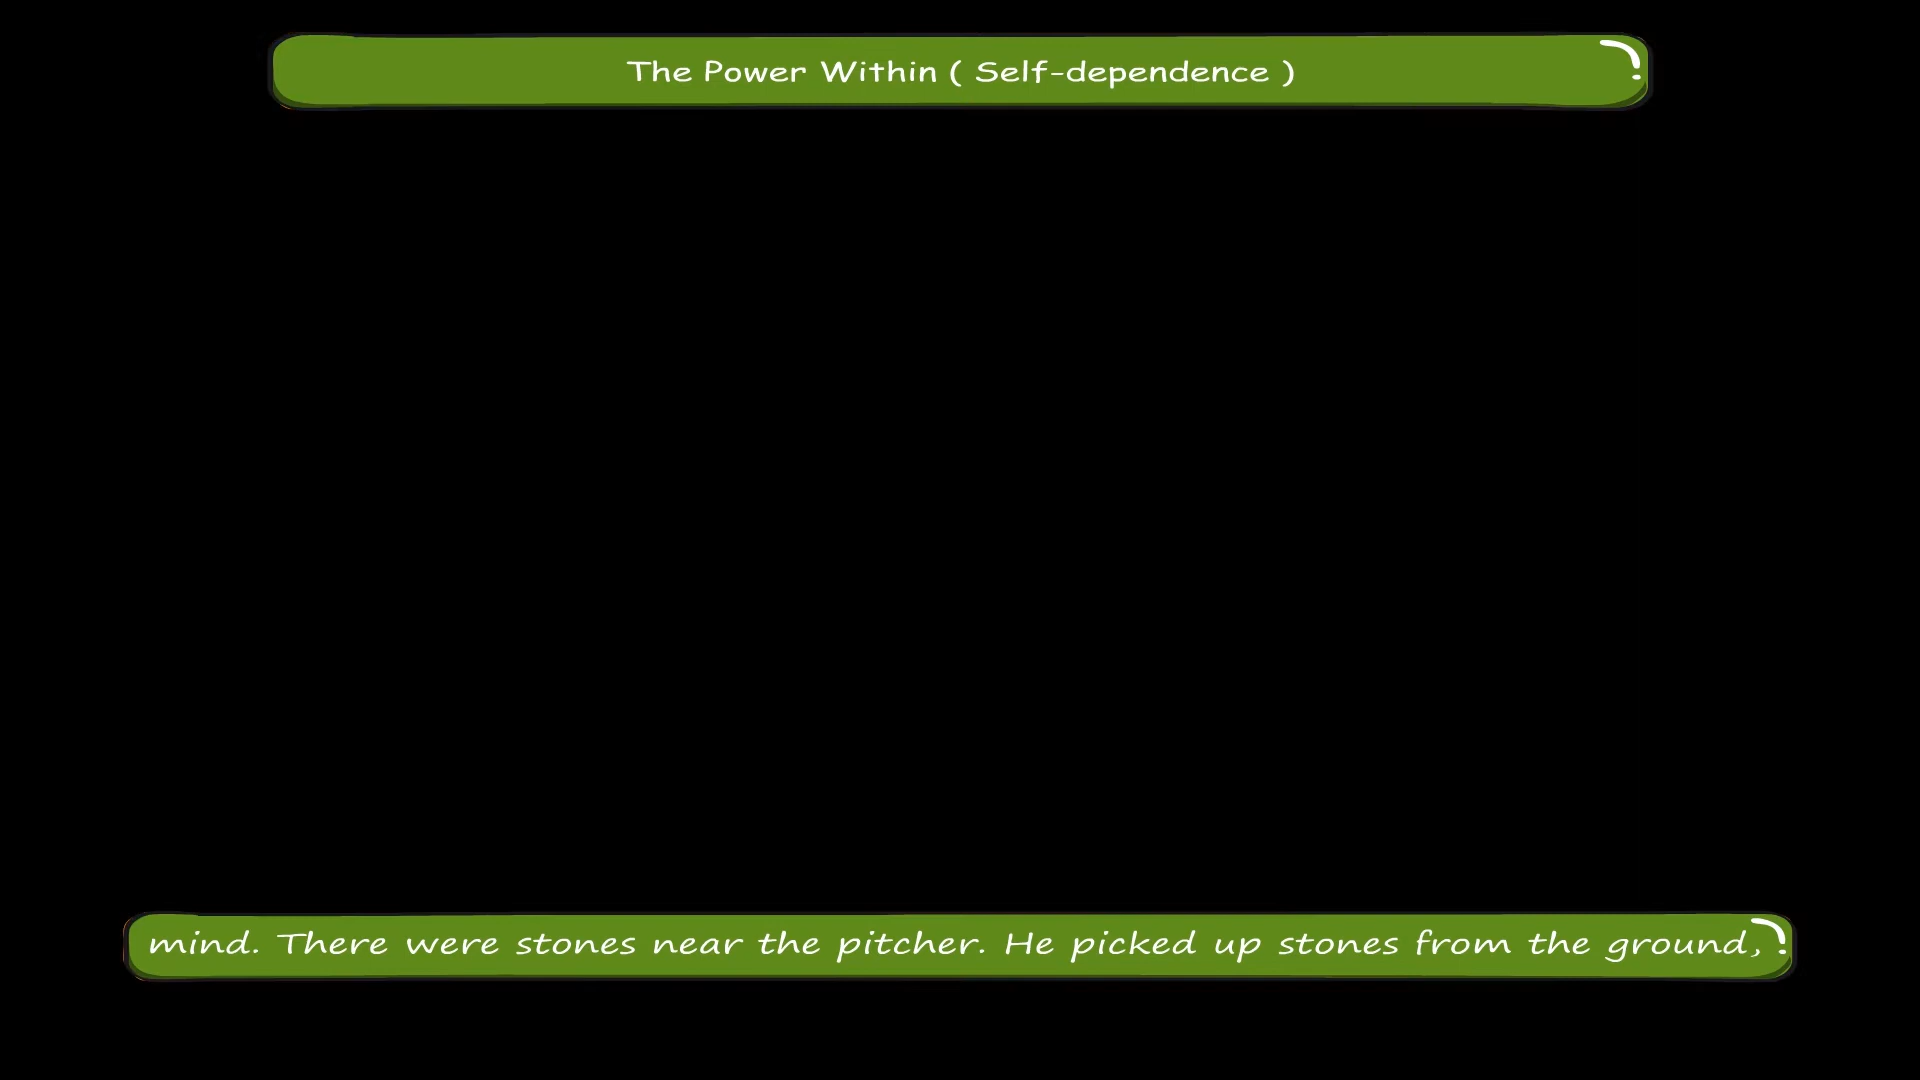 The Power Within ( Self-dependence )
mind. There were stones near the pitcher. He picked up stones from the ground,